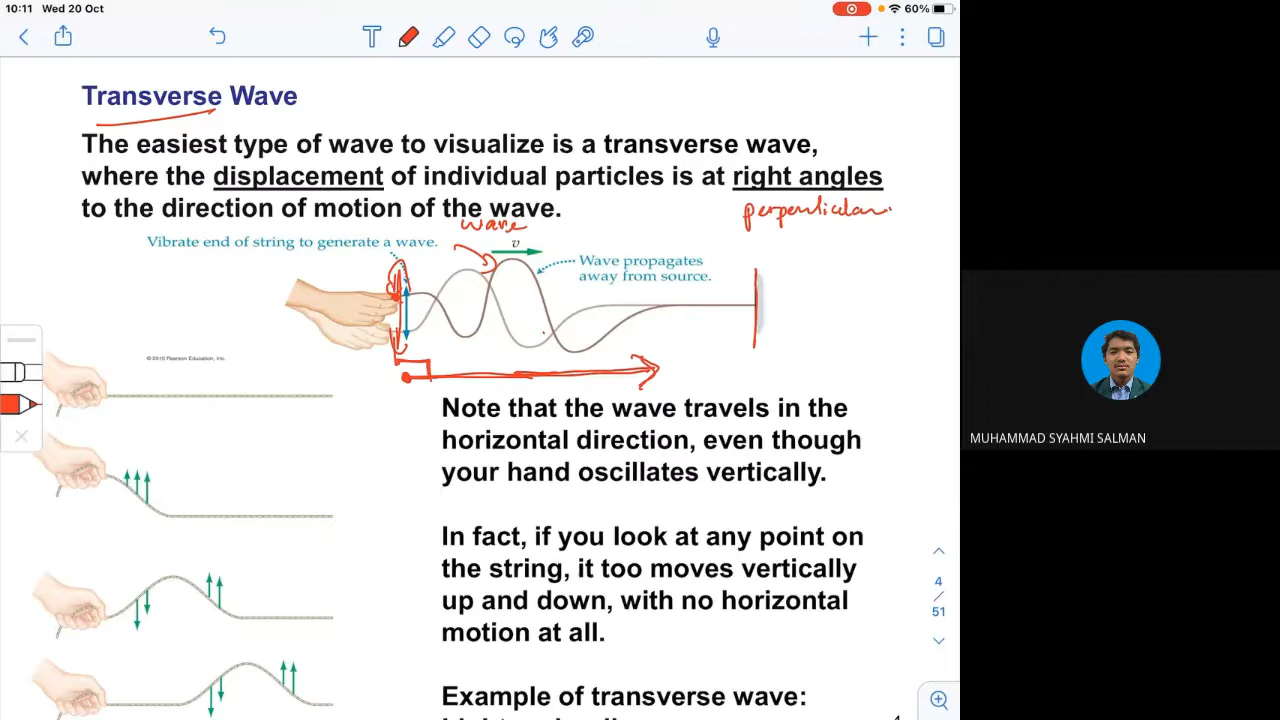 10:11 Wed 20 Oct
60%
Transverse Wave
The easiest type of wave to visualize is a transverse wave,
where the displacement of individual particles is at right angles
to the direction of motion of the wave.
perpendicular.
wave
Vibrate end of string to generate a wave.
v
Wave propagates
away from source.
©2010 Pearson Education, Inc.
Note that the wave travels in the
horizontal direction, even though
your hand oscillates vertically.
In fact, if you look at any point on
the string, it too moves vertically
up and down, with no horizontal
motion at all.
Example of transverse wave:
4
/
51
MUHAMMAD SYAHMI SALMAN